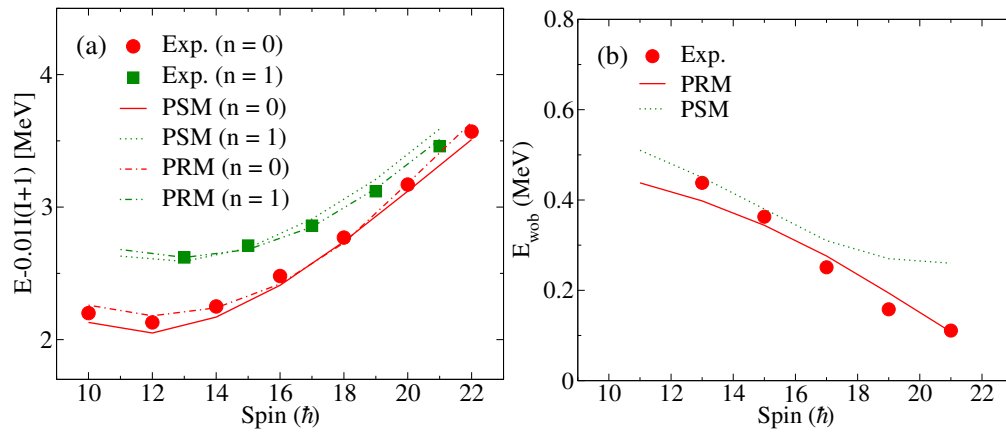 (a)
Exp. (n = 0)
Exp. (n = 1)
PSM (n = 0)
PSM (n = 1)
PRM (n = 0)
PRM (n = 1)
E-0.01I(I+1) [MeV]
4
3
2
10 12 14 16 18 20 22
Spin (ħ)
(b)
Exp.
PRM
PSM
E_wob (MeV)
0.8
0.6
0.4
0.2
0
10 12 14 16 18 20 22
Spin (ħ)